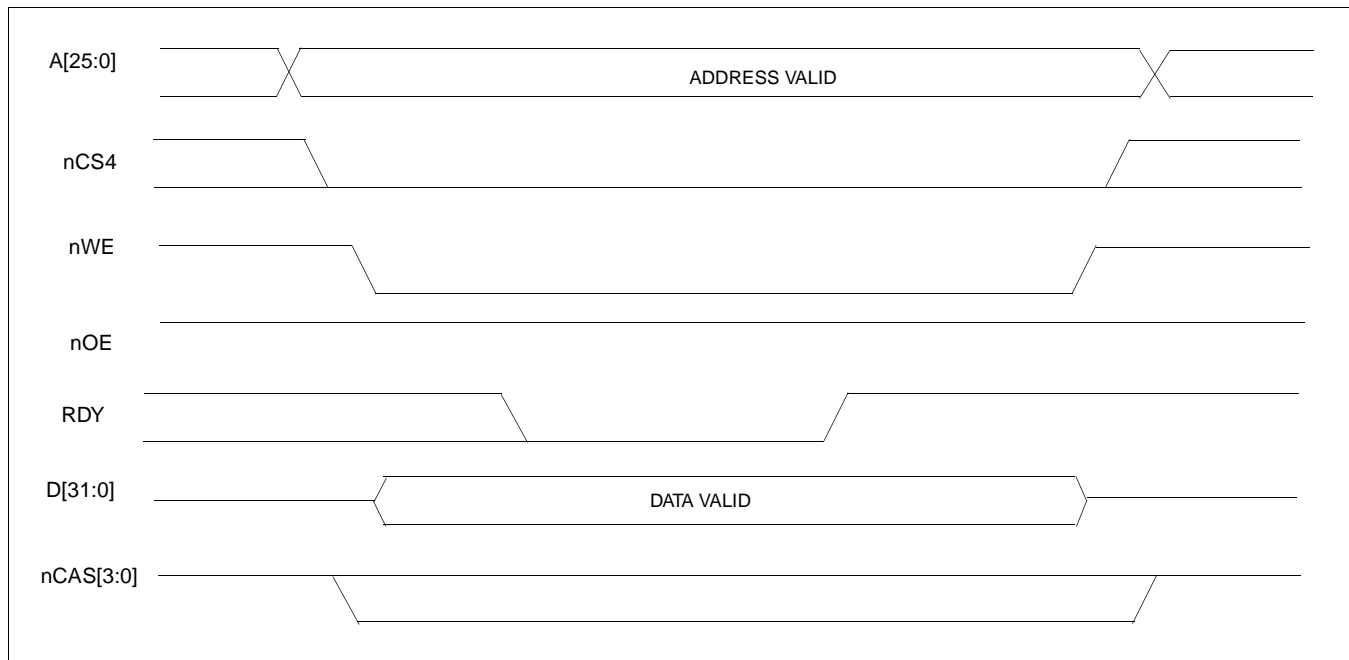 A[25:0]
ADDRESS VALID
nCS4
nWE
nOE
RDY
D[31:0]
DATA VALID
nCAS[3:0]